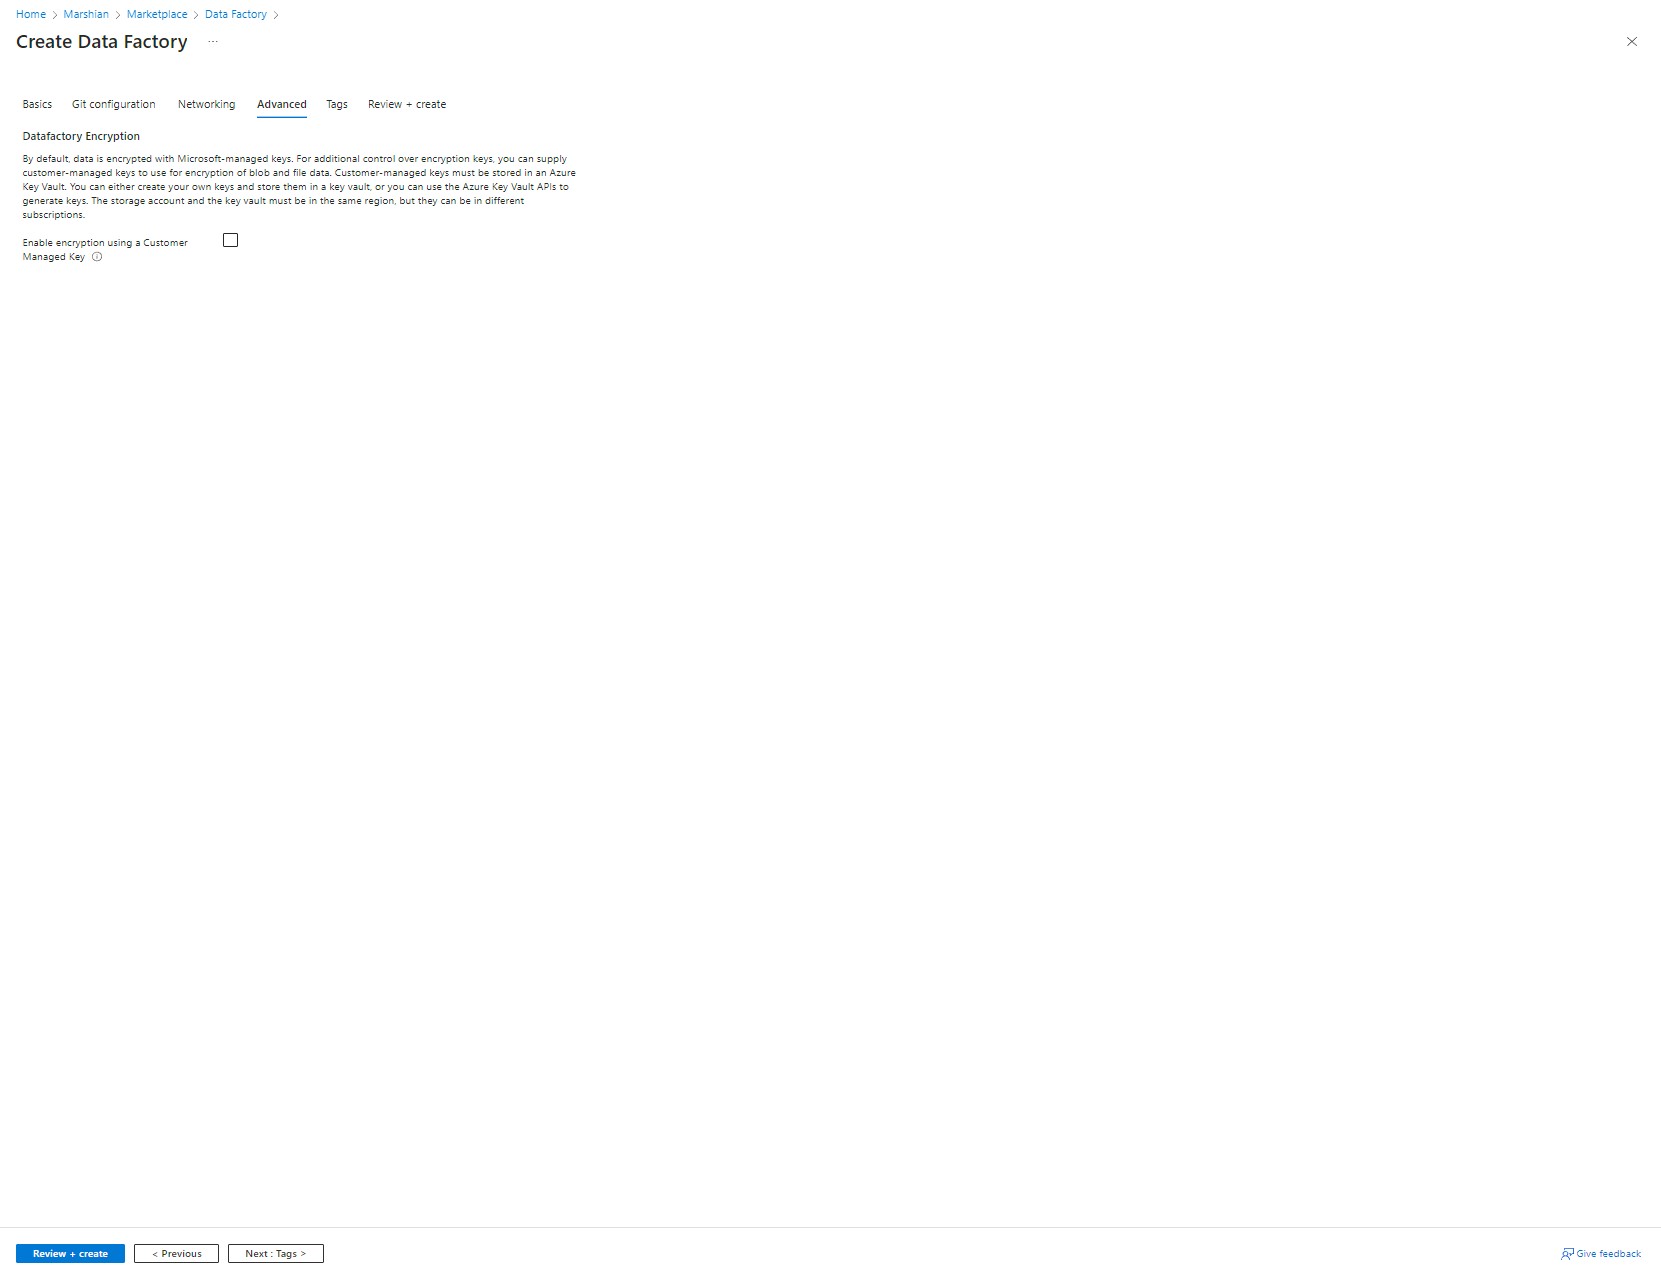 Home > Marshian > Marketplace > Data Factory >
Create Data Factory ...
Basics Git configuration Networking Advanced Tags Review + create
Datafactory Encryption
By default, data is encrypted with Microsoft-managed keys. For additional control over encryption keys, you can supply
customer-managed keys to use for encryption of blob and file data. Customer-managed keys must be stored in an Azure
Key Vault. You can either create your own keys and store them in a key vault, or you can use the Azure Key Vault APIs to
generate keys. The storage account and the key vault must be in the same region, but they can be in different
subscriptions.
Enable encryption using a Customer
Managed Key
Review + create < Previous Next : Tags > Give feedback